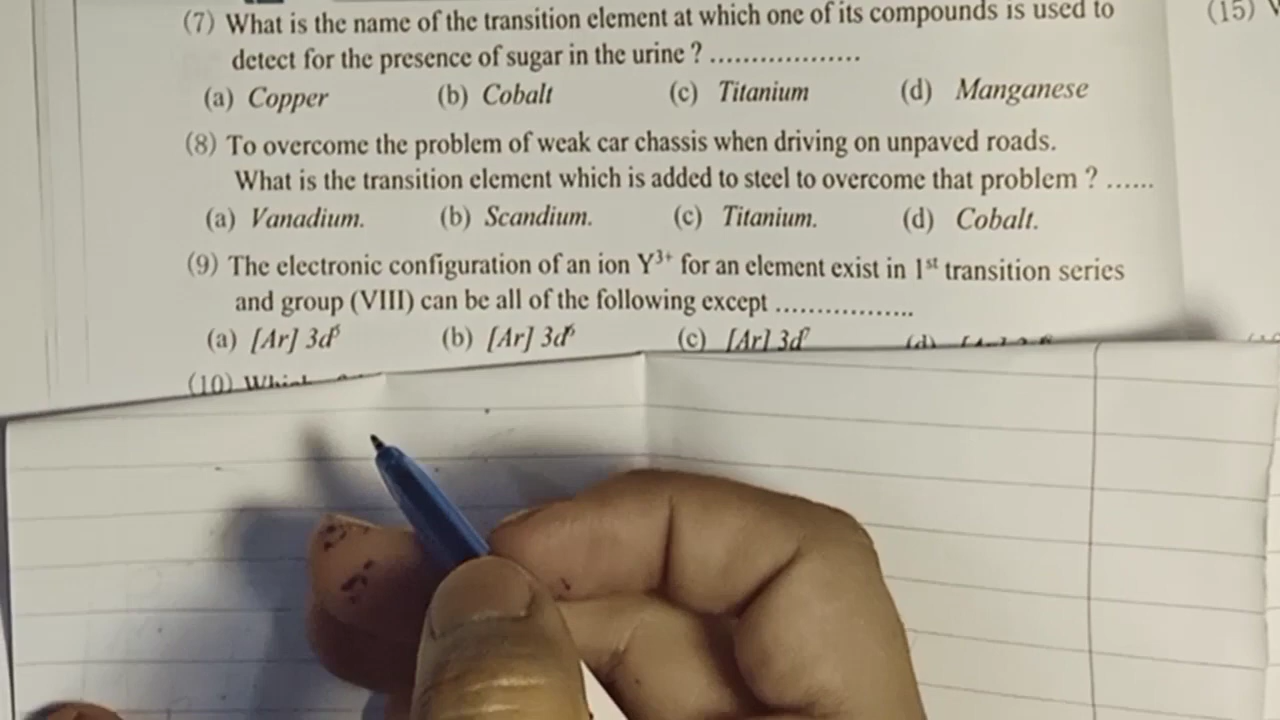 (7) What is the name of the transition element at which one of its compounds is used to
detect for the presence of sugar in the urine ? ..................
(a) Copper (b) Cobalt (c) Titanium (d) Manganese
(8) To overcome the problem of weak car chassis when driving on unpaved roads.
What is the transition element which is added to steel to overcome that problem ? ......
(a) Vanadium. (b) Scandium. (c) Titanium. (d) Cobalt.
(9) The electronic configuration of an ion Y³⁺ for an element exist in 1ˢᵗ transition series
and group (VIII) can be all of the following except ..................
(a) [Ar] 3d⁵ (b) [Ar] 3d⁶ (c) [Ar] 3d⁷ (d)
(10)
(15)